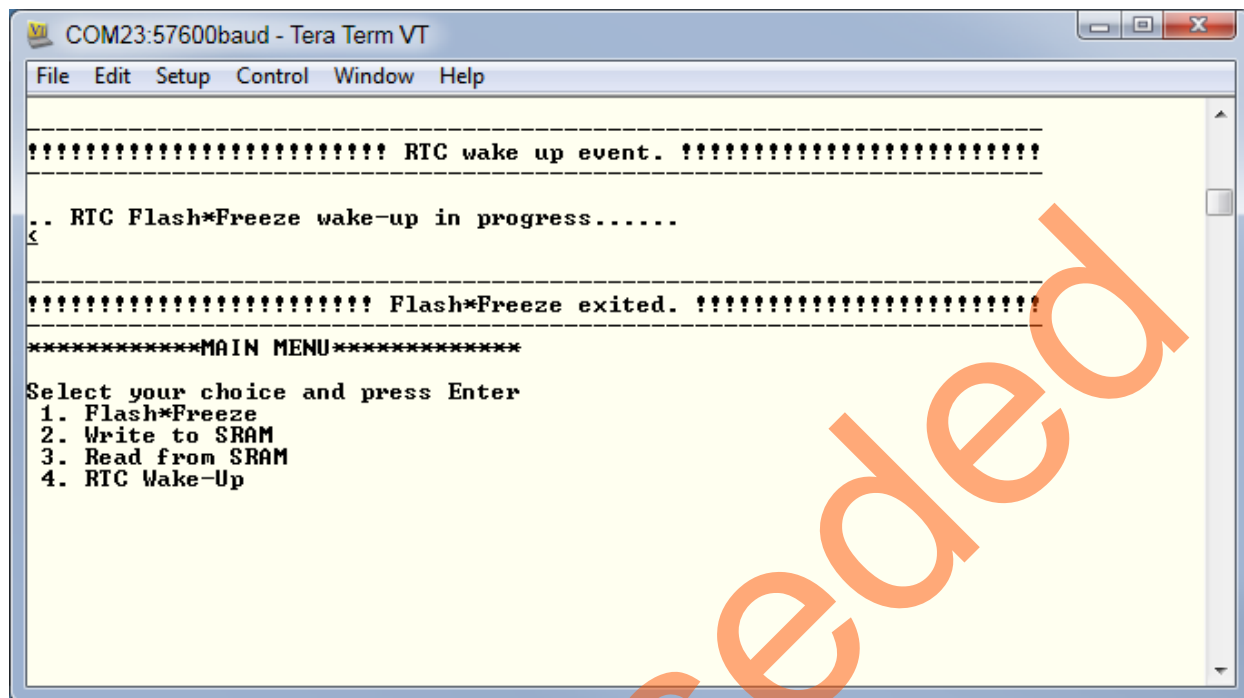 COM23:57600baud - Tera Term VT
File Edit Setup Control Window Help
----------------------------------------------------------------------
!!!!!!!!!!!!!!!!!!!!!!!!! RTC wake up event. !!!!!!!!!!!!!!!!!!!!!!!!!
----------------------------------------------------------------------
.. RTC Flash*Freeze wake-up in progress......
<
----------------------------------------------------------------------
!!!!!!!!!!!!!!!!!!!!!!!! Flash*Freeze exited. !!!!!!!!!!!!!!!!!!!!!!!!
----------------------------------------------------------------------
************MAIN MENU*************
Select your choice and press Enter
1. Flash*Freeze
2. Write to SRAM
3. Read from SRAM
4. RTC Wake-Up